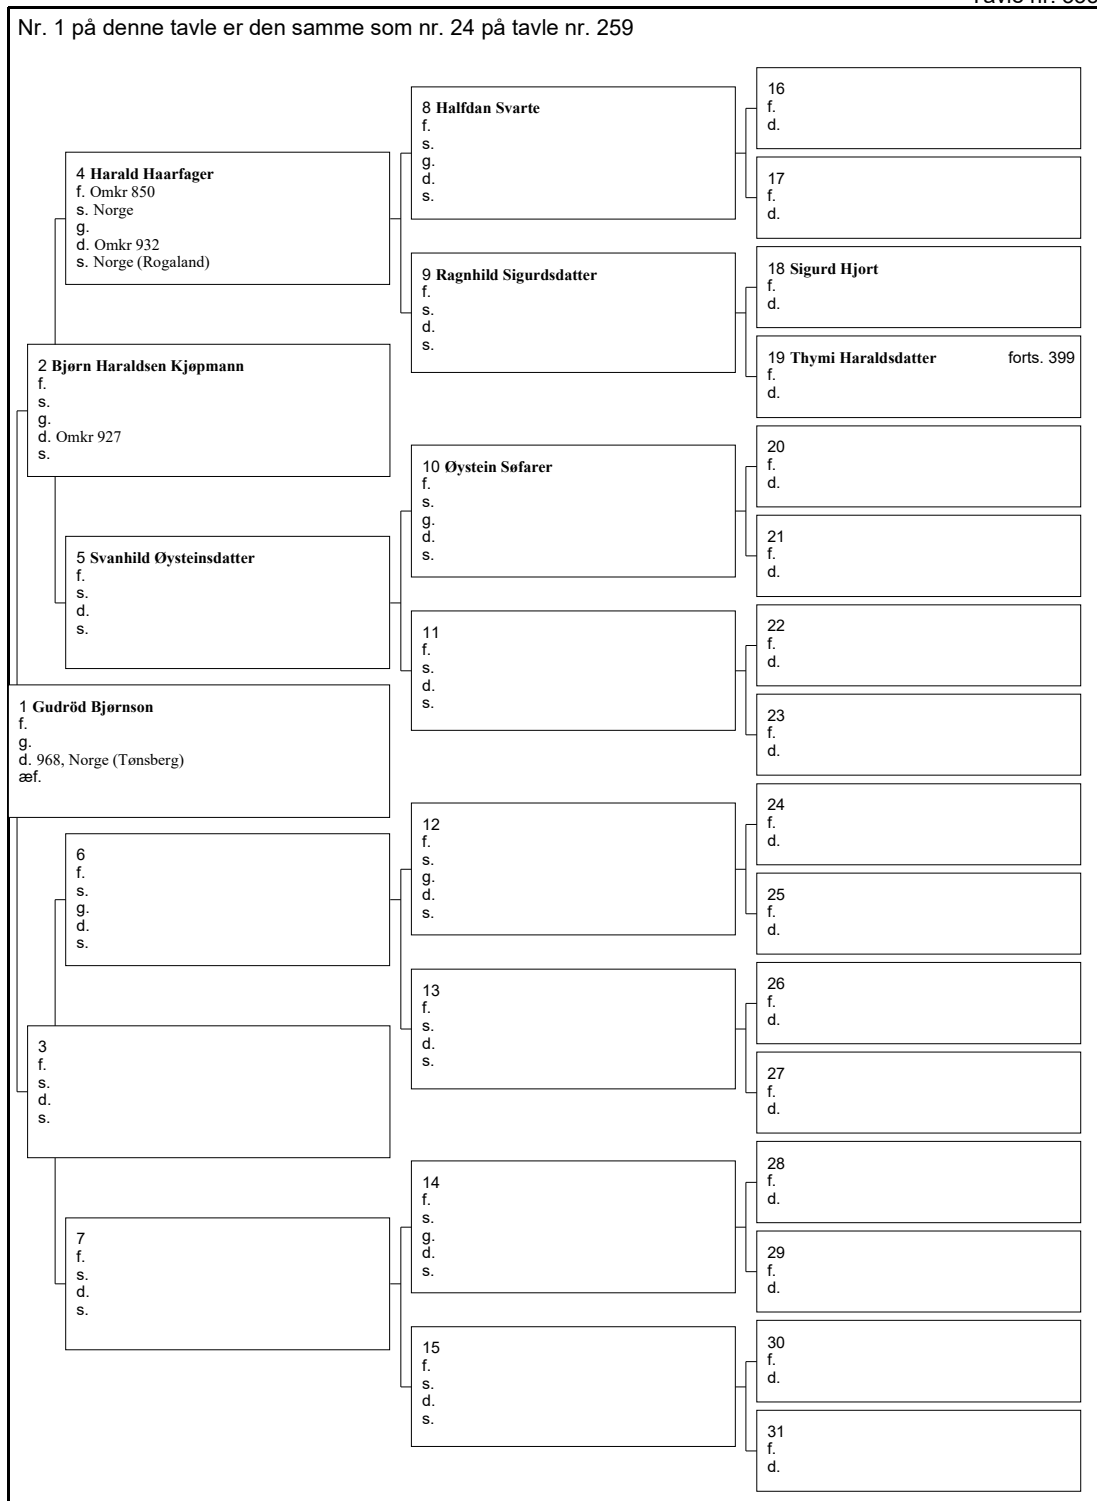 Nr. 1 på denne tavle er den samme som nr. 24 på tavle nr. 259
1 Gudröd Bjørnson
f.
g.
d. 968, Norge (Tønsberg)
æf.
2 Bjørn Haraldsen Kjøpmann
f.
s.
g.
d. Omkr 927
s.
3
f.
s.
d.
s.
4 Harald Haarfager
f. Omkr 850
s. Norge
g.
d. Omkr 932
s. Norge (Rogaland)
5 Svanhild Øysteinsdatter
f.
s.
d.
s.
6
f.
s.
g.
d.
s.
7
f.
s.
d.
s.
8 Halfdan Svarte
f.
s.
g.
d.
s.
9 Ragnhild Sigurdsdatter
f.
s.
d.
s.
10 Øystein Søfarer
f.
s.
g.
d.
s.
11
f.
s.
d.
s.
12
f.
s.
g.
d.
s.
13
f.
s.
d.
s.
14
f.
s.
g.
d.
s.
15
f.
s.
d.
s.
16
f.
d.
17
f.
d.
18 Sigurd Hjort
f.
d.
19 Thymi Haraldsdatter forts. 399
f.
d.
20
f.
d.
21
f.
d.
22
f.
d.
23
f.
d.
24
f.
d.
25
f.
d.
26
f.
d.
27
f.
d.
28
f.
d.
29
f.
d.
30
f.
d.
31
f.
d.